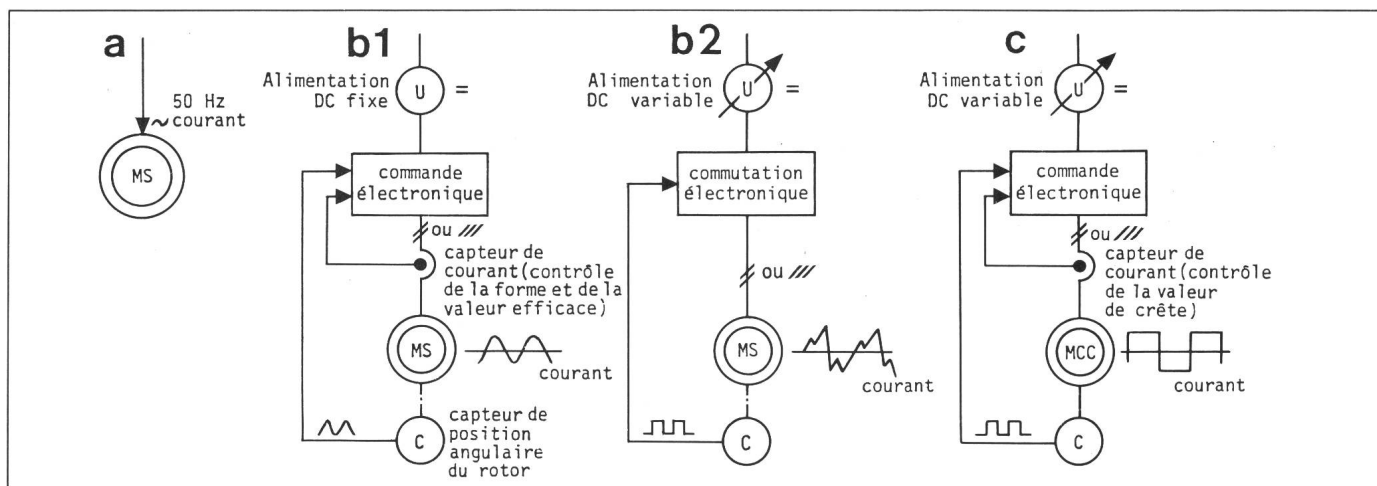 a
50 Hz
~ courant
MS
b1
Alimentation
DC fixe
U
=
commande
électronique
ou
capteur de
courant(contrôle
de la forme et de la
valeur efficace)
MS
courant
capteur de
position
angulaire
du rotor
C
b2
Alimentation
DC variable
U
=
commutation
électronique
ou
MS
courant
C
c
Alimentation
DC variable
U
=
commande
électronique
ou
capteur de
courant(contrôle
de la valeur
de crête)
MCC
courant
C